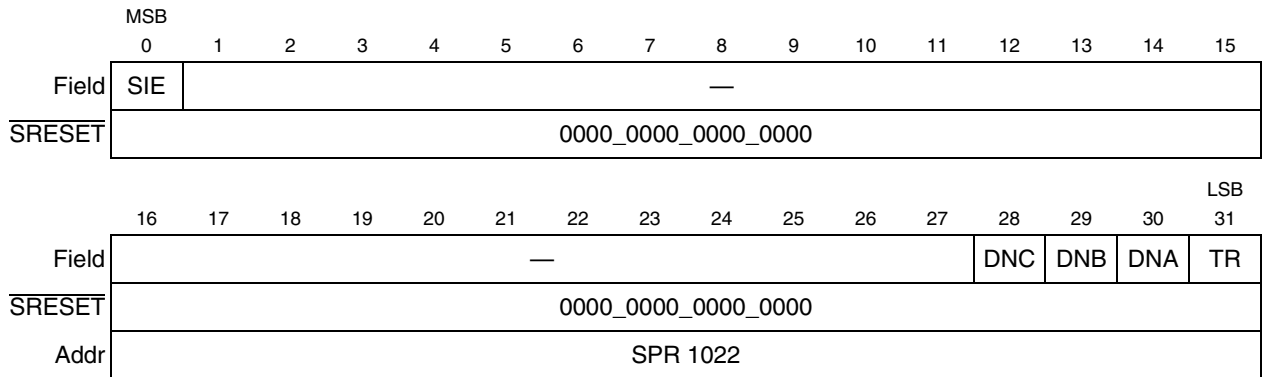 MSB
0 1 2 3 4 5 6 7 8 9 10 11 12 13 14 15
Field SIE —
SRESET 0000_0000_0000_0000
LSB
16 17 18 19 20 21 22 23 24 25 26 27 28 29 30 31
Field — DNC DNB DNA TR
SRESET 0000_0000_0000_0000
Addr SPR 1022